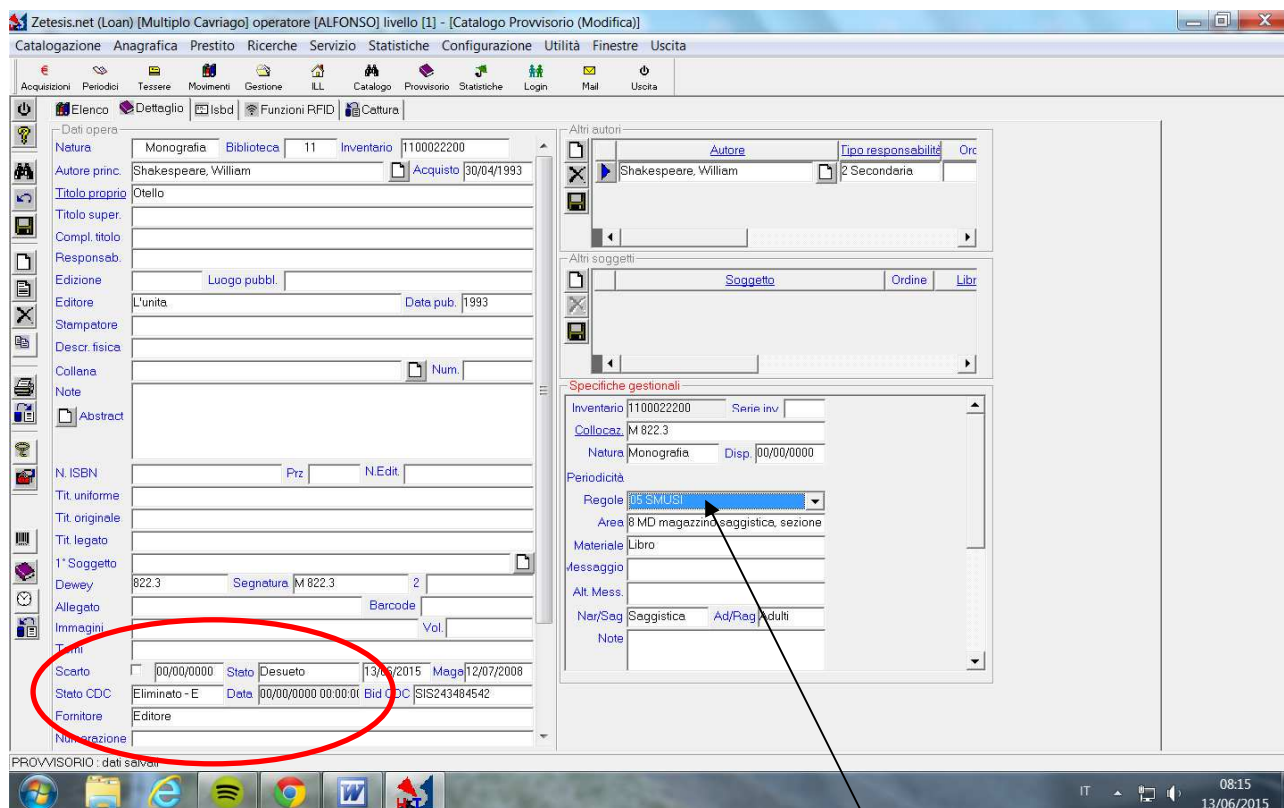 Zetesis.net (Loan) [Multiplo Cavriago] operatore [ALFONSO] livello [1] - [Catalogo Provvisorio (Modifica)]
Catalogazione Anagrafica Prestito Ricerche Servizio Statistiche Configurazione Utilità Finestre Uscita
Acquisizioni Periodici Tessere Movimenti Gestione ILL Catalogo Provvisorio Statistiche Login Mail Uscita
Elenco Dettaglio Isbd Funzioni RFID Cattura
Dati opera
Natura Monografia Biblioteca 11 Inventario 1100022200
Autore princ. Shakespeare, William Acquisto 30/04/1993
Titolo proprio Otello
Titolo super.
Compl. titolo
Responsab.
Edizione Luogo pubbl.
Editore L'unita Data pub. 1993
Stampatore
Descr. fisica
Collana Num.
Note
Abstract
N. ISBN Prz N.Edit.
Tit. uniforme
Tit. originale
Tit. legato
1° Soggetto
Dewey 822.3 Segnatura M 822.3 2
Allegato Barcode
Immagini Vol.
Tomi
Scarto 00/00/0000 Stato Desueto 13/06/2015 Maga 12/07/2008
Stato CDC Eliminato - E Data 00/00/0000 00:00:00 Bid CDC SIS243484542
Fornitore Editore
Numerazione
Altri autori
Autore Tipo responsabilità Orc
Shakespeare, William 2 Secondaria
Altri soggetti
Soggetto Ordine Libr
Specifiche gestionali
Inventario 1100022200 Serie inv
Collocaz. M 822.3
Natura Monografia Disp. 00/00/0000
Periodicità
Regole 05 SMUSI
Area 8 MD magazzino saggistica, sezione
Materiale Libro
Messaggio
Alt. Mess.
Nar/Sag Saggistica Ad/Rag Adulti
Note
PROVVISORIO : dati salvati
IT 08:15
13/06/2015